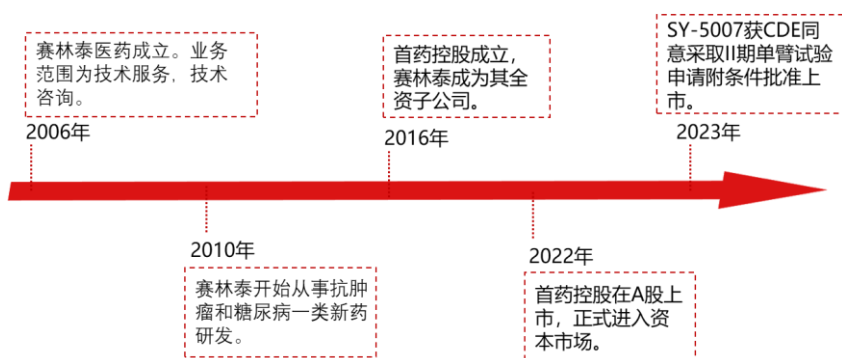 赛林泰医药成立。业务
范围为技术服务，技术
咨询。
2006年
首药控股成立，
赛林泰成为其全
资子公司。
2016年
SY-5007获CDE同
意采取II期单臂试验
申请附条件批准上
市。
2023年
2010年
赛林泰开始从事抗肿
瘤和糖尿病一类新药
研发。
2022年
首药控股在A股上
市，正式进入资
本市场。